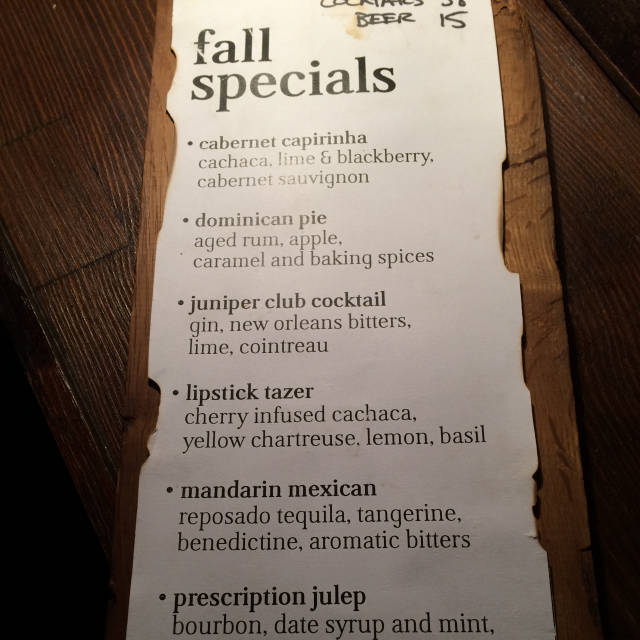 COCKTAILS
BEER 15
fall
specials
• cabernet capirinha
cachaca, lime & blackberry,
cabernet sauvignon
• dominican pie
aged rum, apple,
caramel and baking spices
• juniper club cocktail
gin, new orleans bitters,
lime, cointreau
• lipstick tazer
cherry infused cachaca,
yellow chartreuse, lemon, basil
• mandarin mexican
reposado tequila, tangerine,
benedictine, aromatic bitters
• prescription julep
bourbon, date syrup and mint,